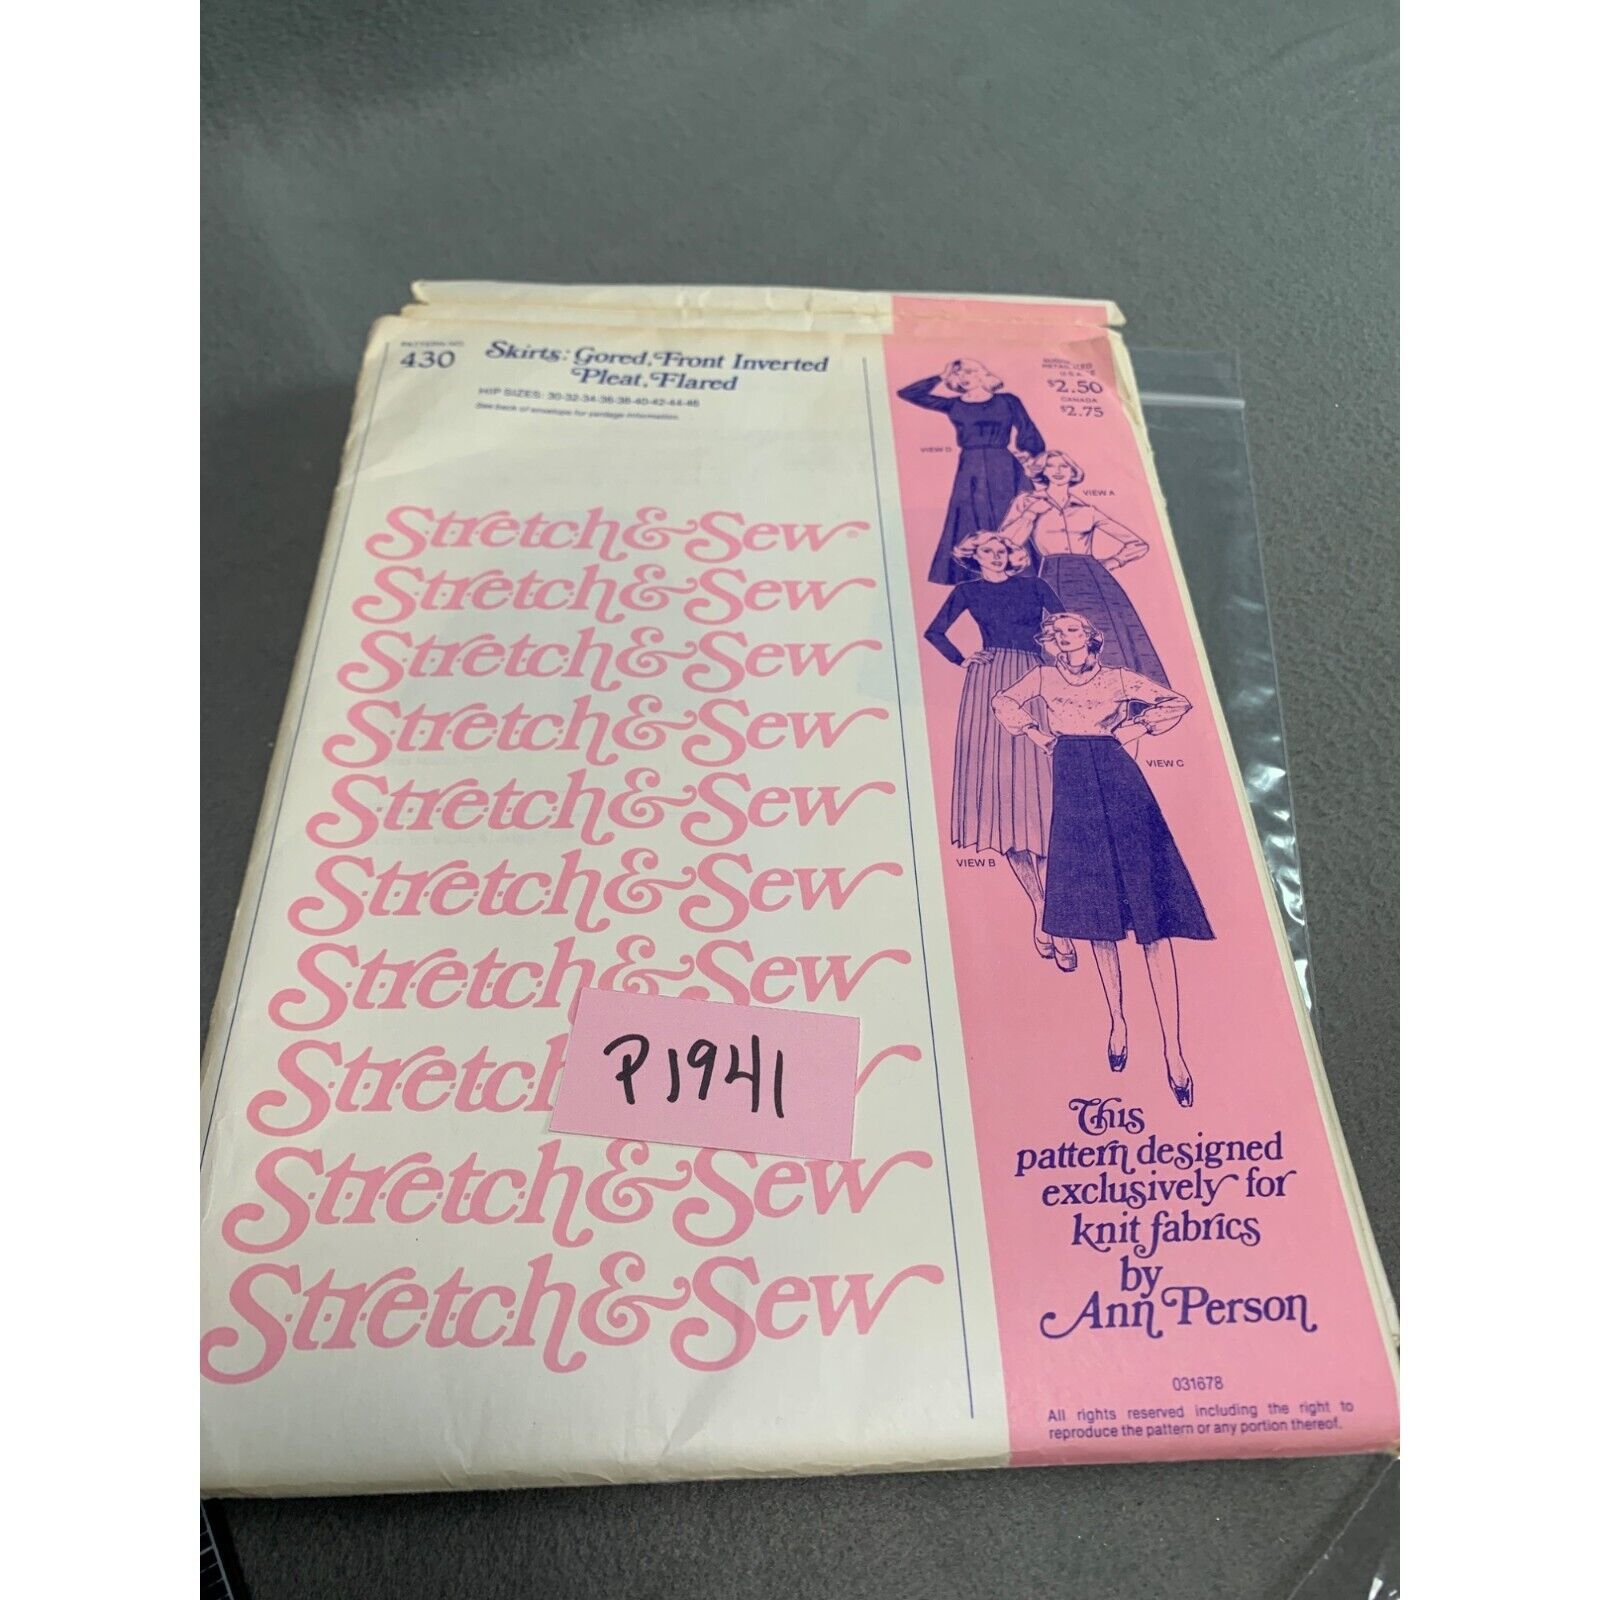 PATTERN NO.
430
Skirts: Gored, Front Inverted
Pleat, Flared
HIP SIZES: 30-32-34-36-38-40-42-44-46
See back of envelope for yardage information
RETAIL
U.S.A.
$2.50
CANADA
$2.75
VIEW D
VIEW A
VIEW C
VIEW B
Stretch & Sew®
Stretch & Sew
Stretch & Sew
Stretch & Sew
Stretch & Sew
Stretch & Sew
Stretch & Sew
Stretch
Stretch & Sew
Stretch & Sew
P1941
This
pattern designed
exclusively for
knit fabrics
by
Ann Person
031678
All rights reserved including the right to
reproduce the pattern or any portion thereof.